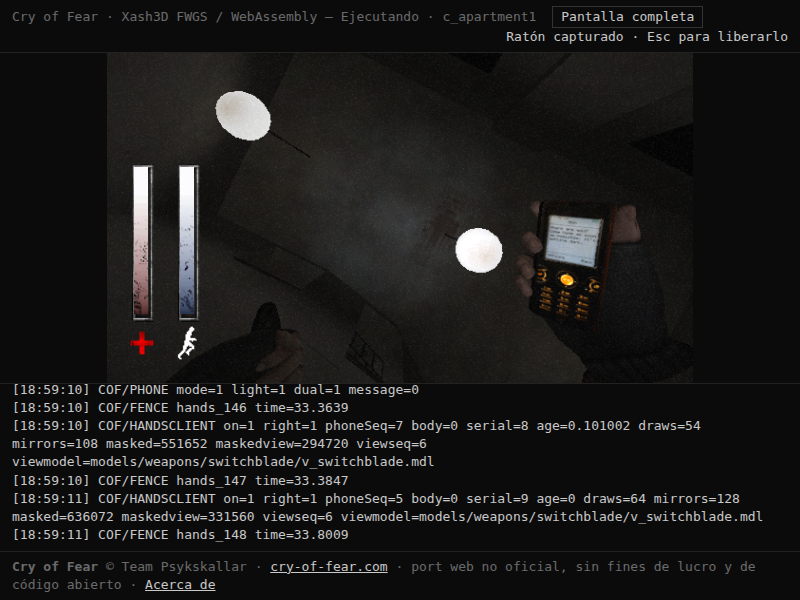 Cry of Fear · Xash3D FWGS / WebAssembly — Ejecutando · c_apartment1
Pantalla completa
Ratón capturado · Esc para liberarlo
[18:59:10] COF/PHONE mode=1 light=1 dual=1 message=0
[18:59:10] COF/FENCE hands_146 time=33.3639
[18:59:10] COF/HANDSCLIENT on=1 right=1 phoneSeq=7 body=0 serial=8 age=0.101002 draws=54
mirrors=108 masked=551652 maskedview=294720 viewseq=6
viewmodel=models/weapons/switchblade/v_switchblade.mdl
[18:59:10] COF/FENCE hands_147 time=33.3847
[18:59:11] COF/HANDSCLIENT on=1 right=1 phoneSeq=5 body=0 serial=9 age=0 draws=64 mirrors=128
masked=636072 maskedview=331560 viewseq=6 viewmodel=models/weapons/switchblade/v_switchblade.mdl
[18:59:11] COF/FENCE hands_148 time=33.8009
Cry of Fear © Team Psykskallar · cry-of-fear.com · port web no oficial, sin fines de lucro y de
código abierto · Acerca de